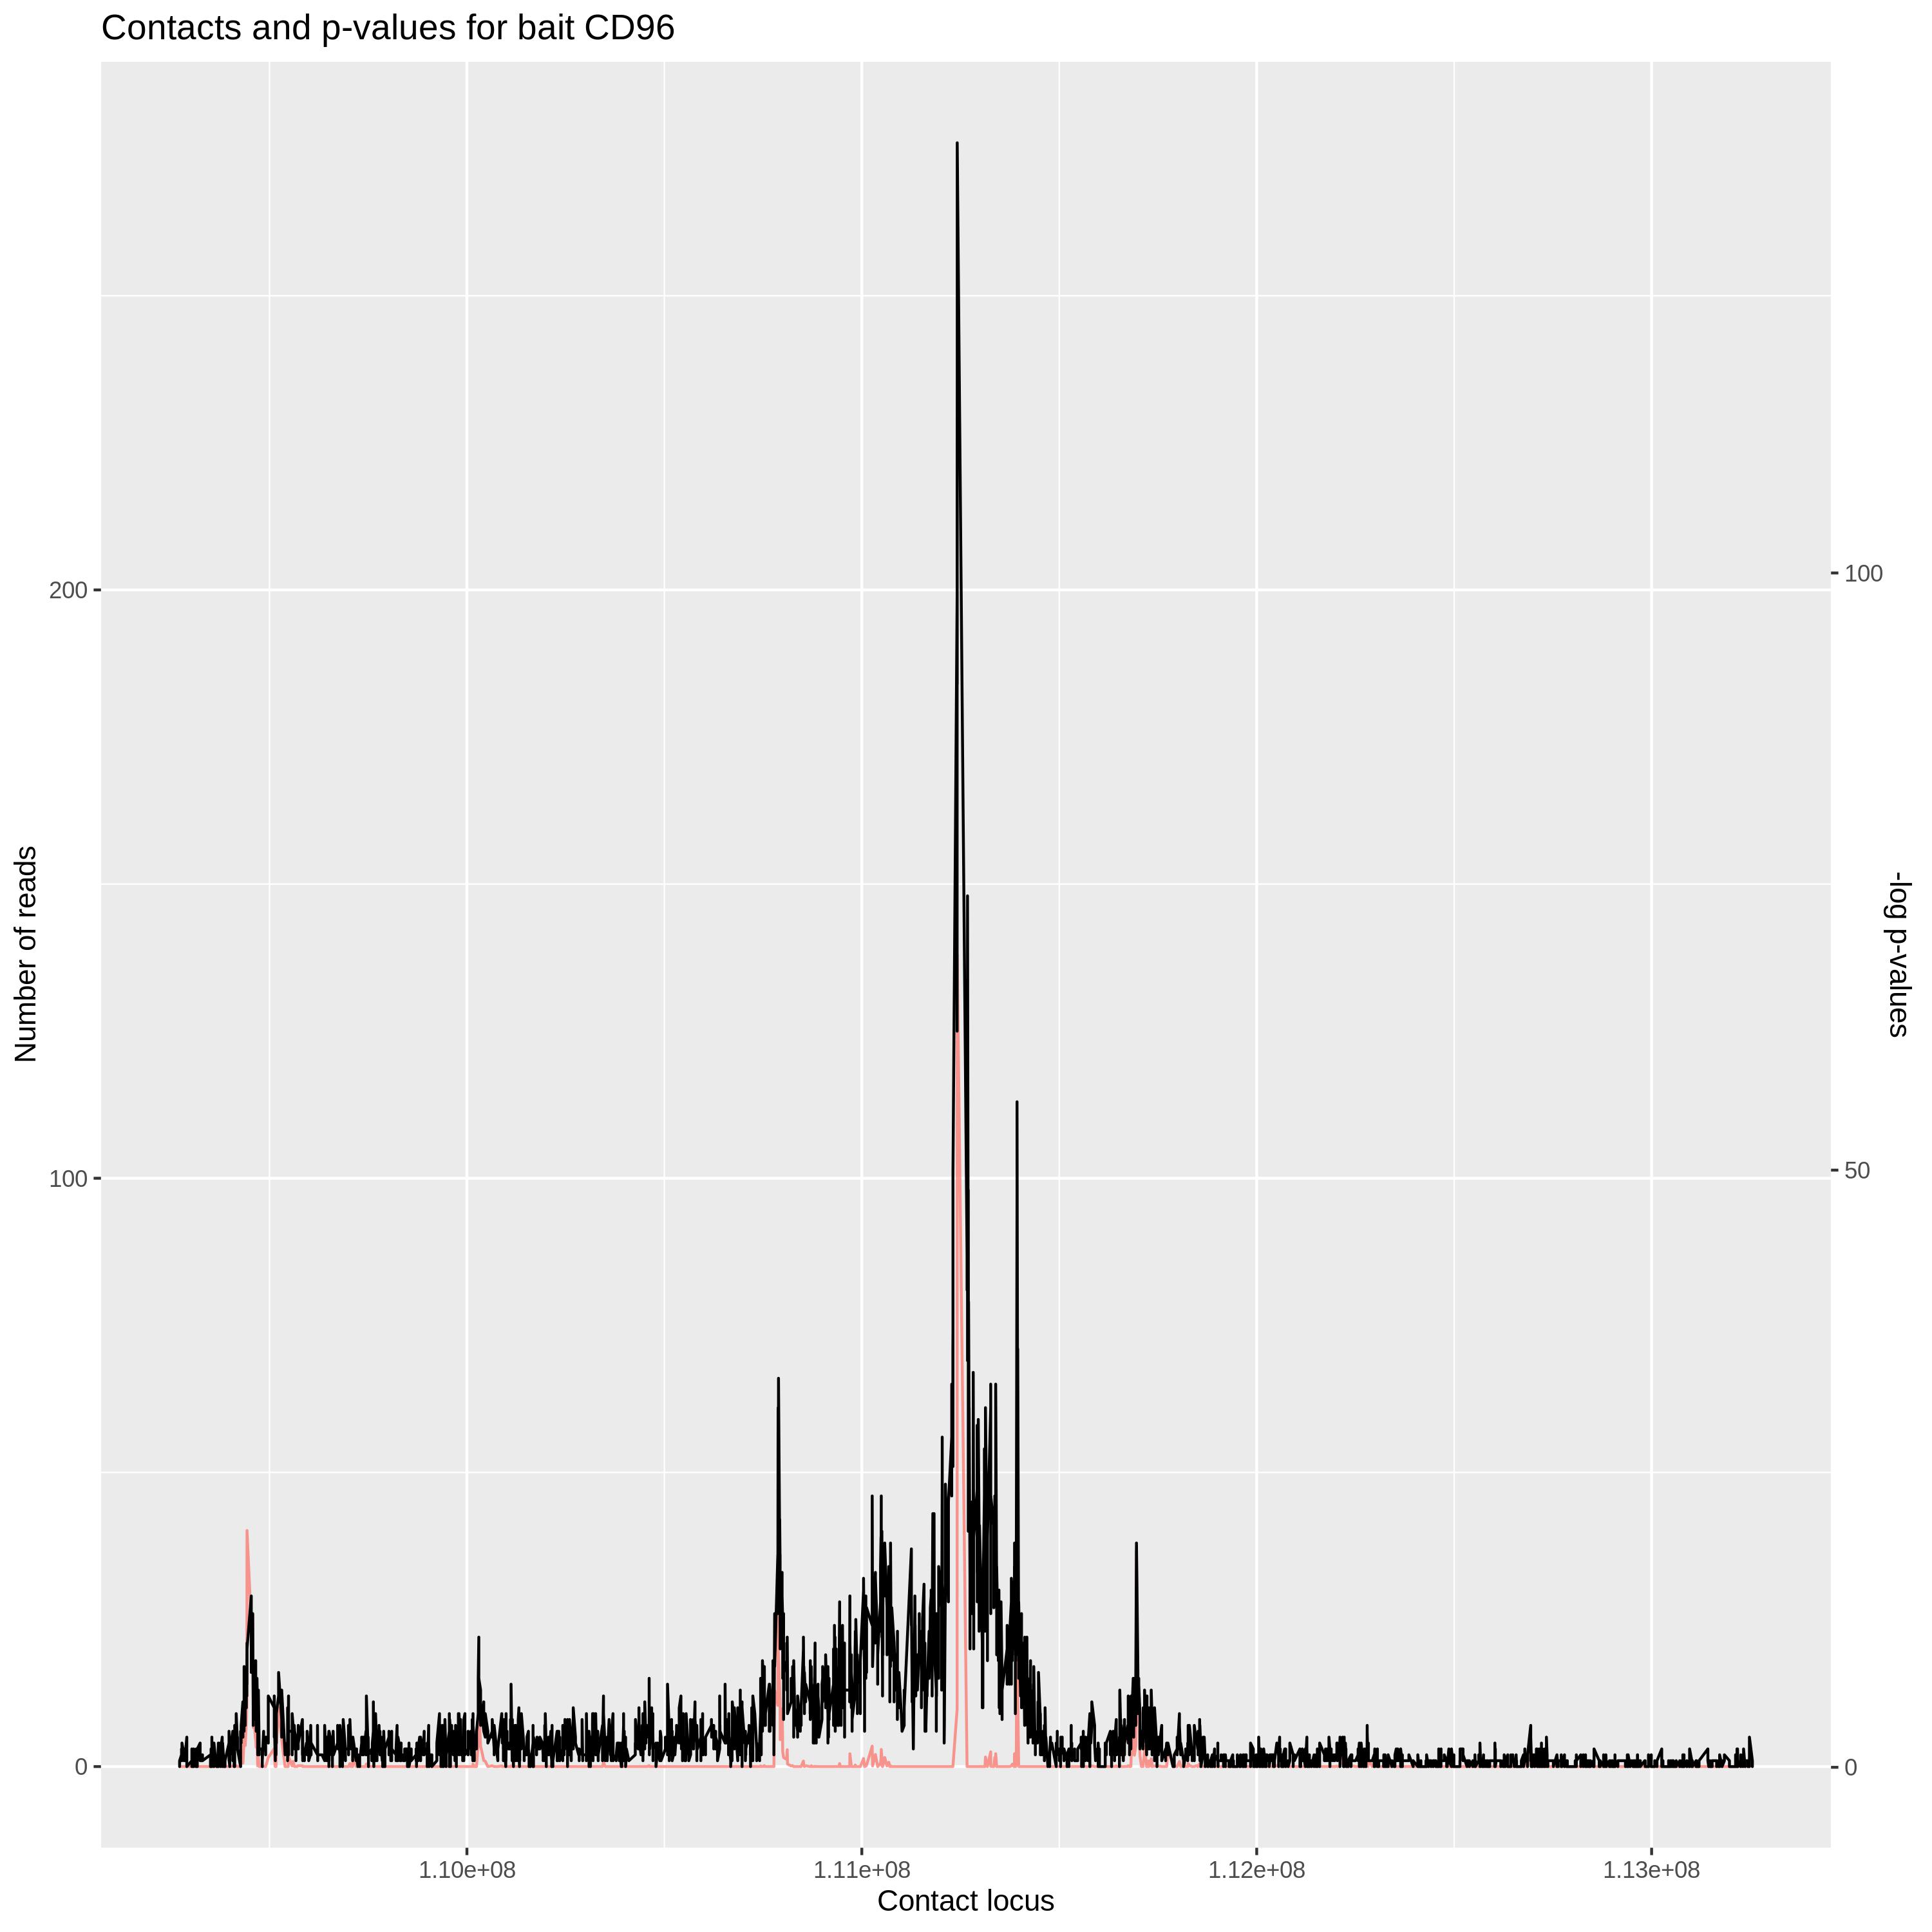 Contacts and p-values for bait CD96
Number of reads
200
100
0
-log p-values
100
50
0
1.10e+08
1.11e+08
1.12e+08
1.13e+08
Contact locus